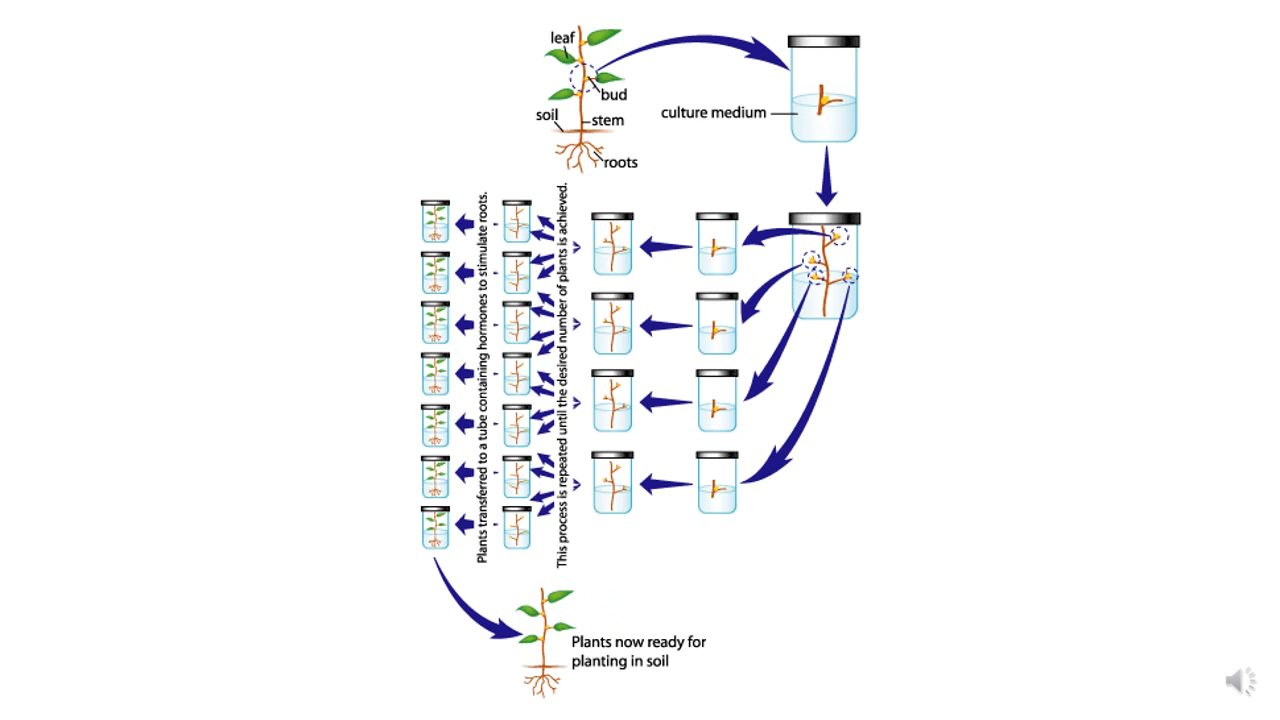 leaf
bud
soil
stem
roots
culture medium
Plants transferred to a tube containing hormones to stimulate roots.
This process is repeated until the desired number of plants is achieved.
Plants now ready for
planting in soil